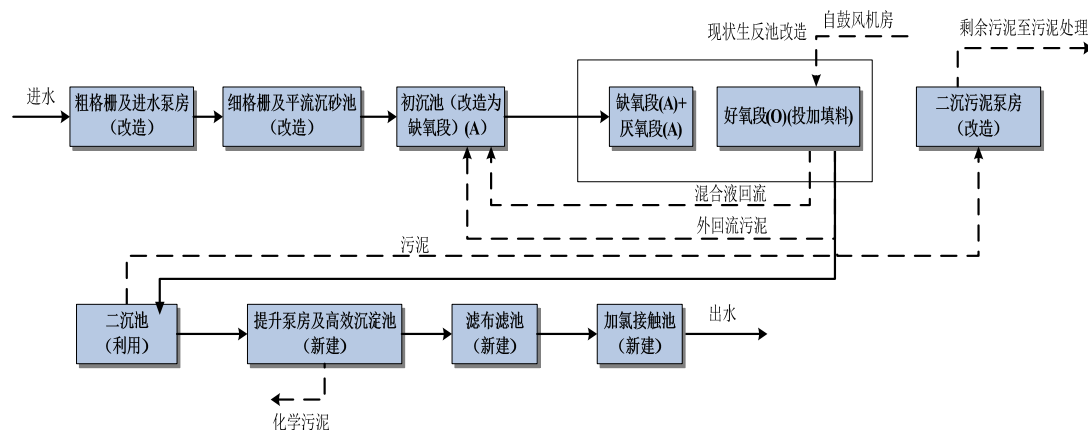 自鼓风机房
剩余污泥至污泥处理
现状生反池改造
进水
粗格栅及进水泵房
(改造)
细格栅及平流沉砂池
(改造)
初沉池（改造为
缺氧段）(A)
缺氧段(A)+
厌氧段(A)
好氧段(O)(投加填料)
二沉污泥泵房
(改造)
混合液回流
外回流污泥
污泥
二沉池
(利用)
提升泵房及高效沉淀池
(新建)
滤布滤池
(新建)
加氯接触池
(新建)
出水
化学污泥